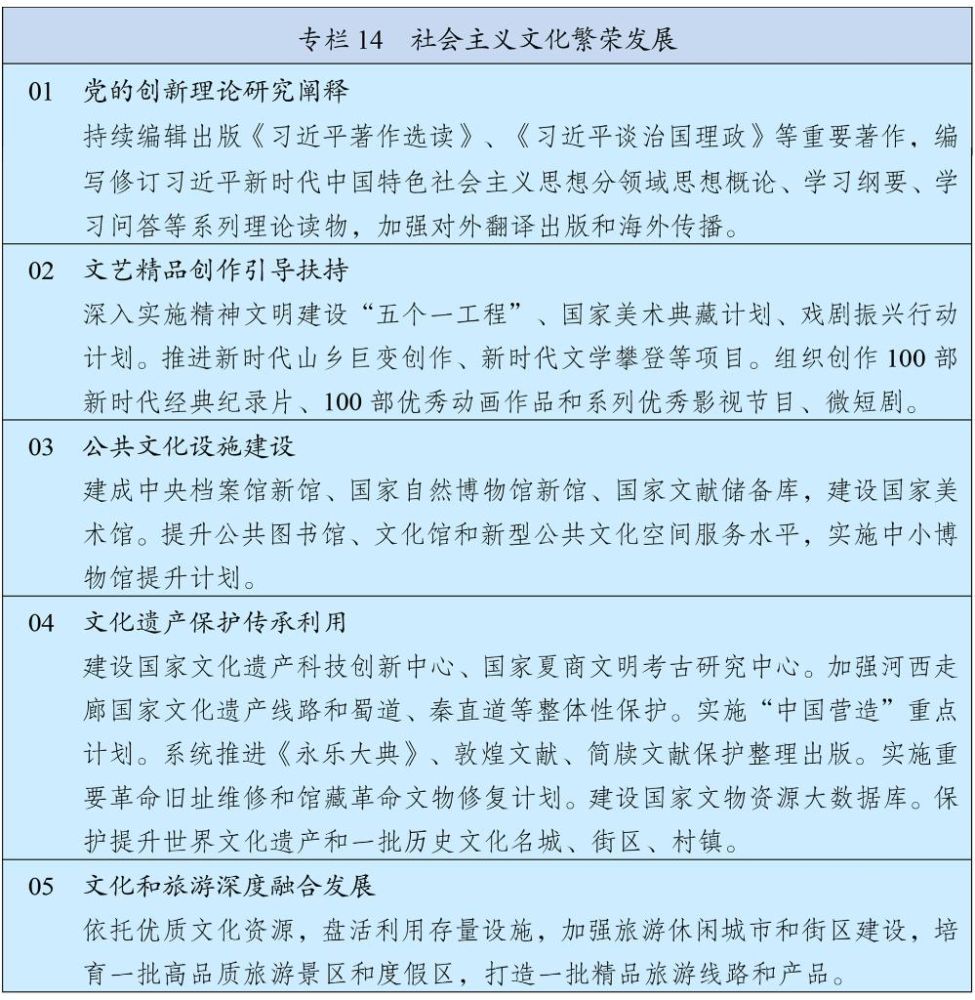 专栏 14　社会主义文化繁荣发展
01　党的创新理论研究阐释
持续编辑出版《习近平著作选读》、《习近平谈治国理政》等重要著作，编
写修订习近平新时代中国特色社会主义思想分领域思想概论、学习纲要、学
习问答等系列理论读物，加强对外翻译出版和海外传播。
02　文艺精品创作引导扶持
深入实施精神文明建设“五个一工程”、国家美术典藏计划、戏剧振兴行动
计划。推进新时代山乡巨变创作、新时代文学攀登等项目。组织创作 100 部
新时代经典纪录片、100 部优秀动画作品和系列优秀影视节目、微短剧。
03　公共文化设施建设
建成中央档案馆新馆、国家自然博物馆新馆、国家文献储备库，建设国家美
术馆。提升公共图书馆、文化馆和新型公共文化空间服务水平，实施中小博
物馆提升计划。
04　文化遗产保护传承利用
建设国家文化遗产科技创新中心、国家夏商文明考古研究中心。加强河西走
廊国家文化遗产线路和蜀道、秦直道等整体性保护。实施“中国营造”重点
计划。系统推进《永乐大典》、敦煌文献、简牍文献保护整理出版。实施重
要革命旧址维修和馆藏革命文物修复计划。建设国家文物资源大数据库。保
护提升世界文化遗产和一批历史文化名城、街区、村镇。
05　文化和旅游深度融合发展
依托优质文化资源，盘活利用存量设施，加强旅游休闲城市和街区建设，培
育一批高品质旅游景区和度假区，打造一批精品旅游线路和产品。